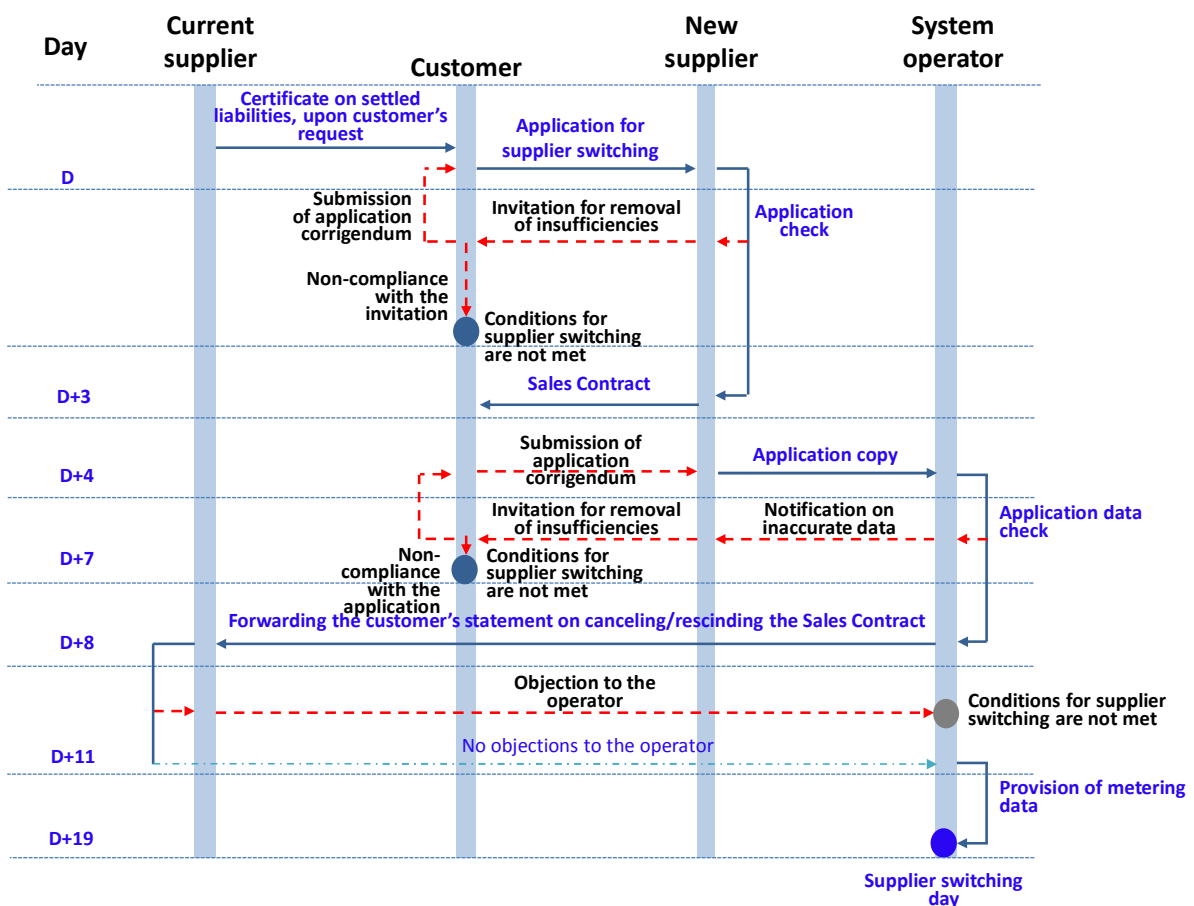 Day
Current
supplier
Customer
New
supplier
System
operator
Certificate on settled
liabilities, upon customer's
request
Application for
supplier switching
D
Submission
of application
corrigendum
Invitation for removal
of insufficiencies
Application
check
Non-compliance
with the
invitation
Conditions for
supplier switching
are not met
D+3
Sales Contract
D+4
Submission of
application
corrigendum
Application copy
Invitation for removal
of insufficiencies
Notification on
inaccurate data
Application data
check
D+7
Non-
compliance
with the
application
Conditions for
supplier switching
are not met
Forwarding the customer's statement on canceling/rescinding the Sales Contract
D+8
Objection to the
operator
Conditions for supplier
switching are not met
No objections to the operator
D+11
Provision of metering
data
D+19
Supplier switching
day